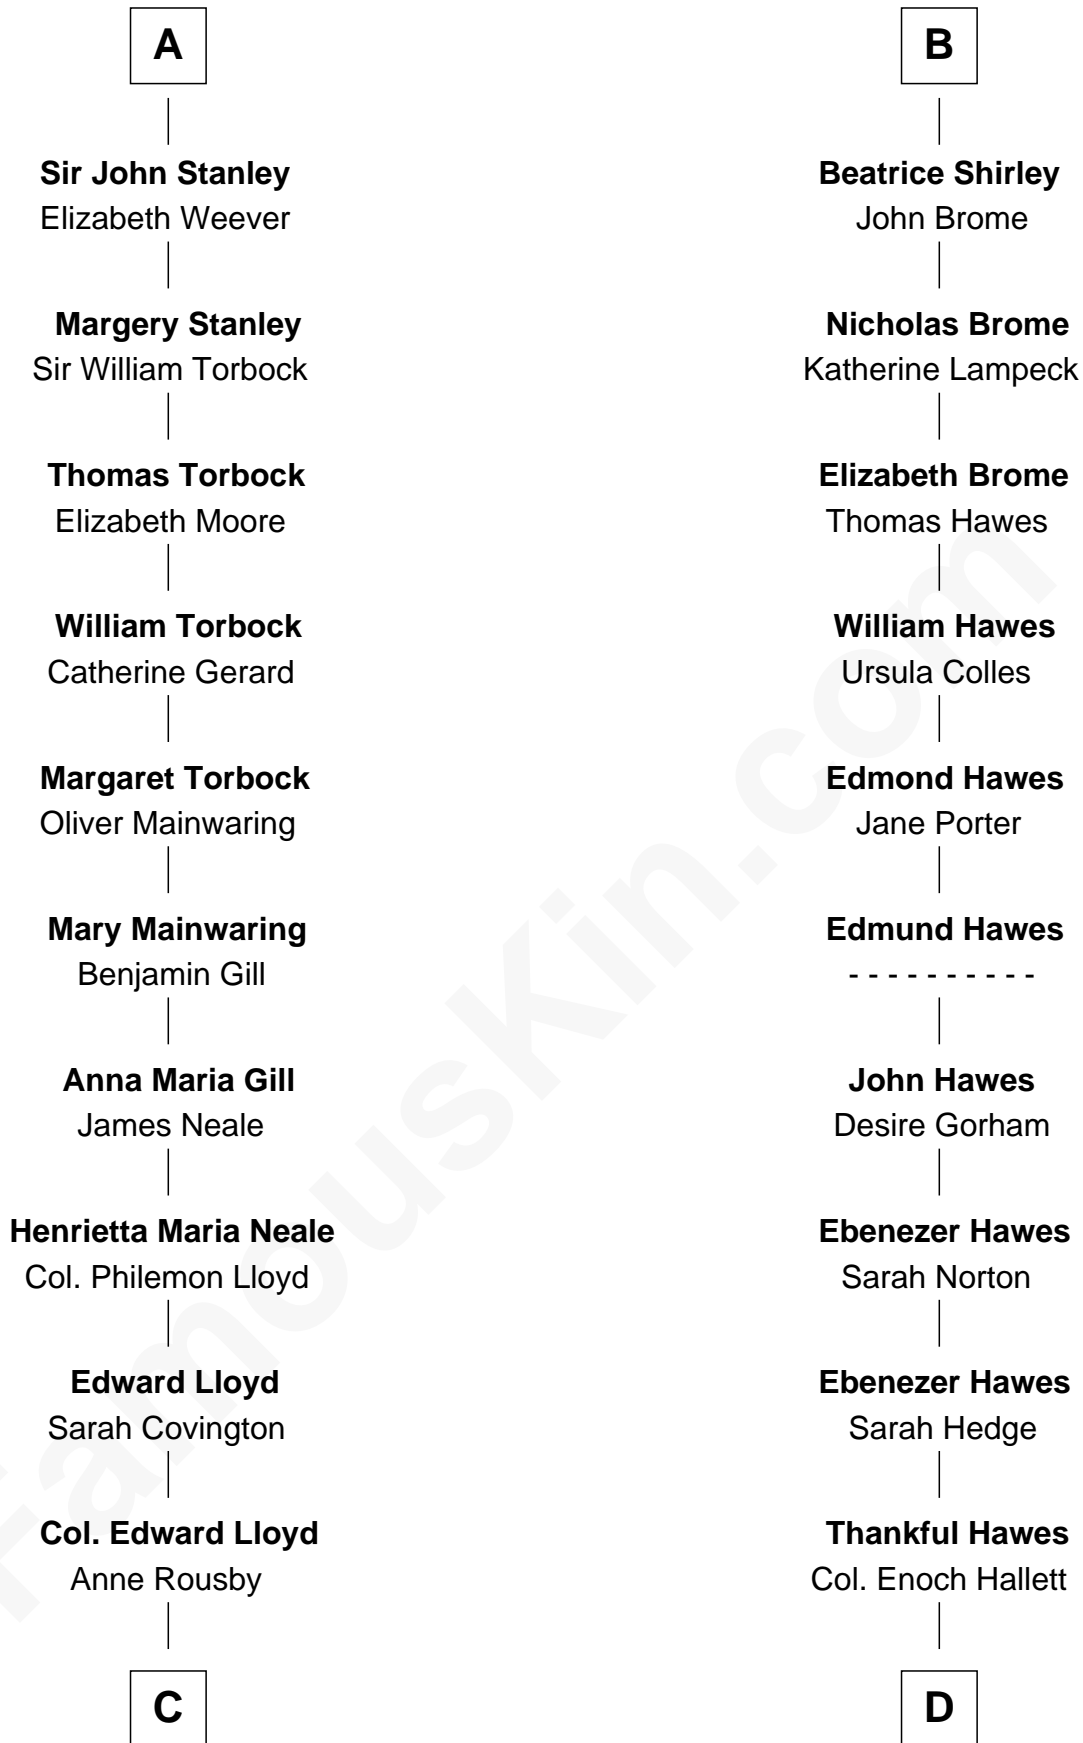 A
Sir John Stanley
Elizabeth Weever
Margery Stanley
Sir William Torbock
Thomas Torbock
Elizabeth Moore
William Torbock
Catherine Gerard
Margaret Torbock
Oliver Mainwaring
Mary Mainwaring
Benjamin Gill
Anna Maria Gill
James Neale
Henrietta Maria Neale
Col. Philemon Lloyd
Edward Lloyd
Sarah Covington
Col. Edward Lloyd
Anne Rousby
C
B
Beatrice Shirley
John Brome
Nicholas Brome
Katherine Lampeck
Elizabeth Brome
Thomas Hawes
William Hawes
Ursula Colles
Edmond Hawes
Jane Porter
Edmund Hawes
- - - - - - - - - -
John Hawes
Desire Gorham
Ebenezer Hawes
Sarah Norton
Ebenezer Hawes
Sarah Hedge
Thankful Hawes
Col. Enoch Hallett
D
FamousKin.com